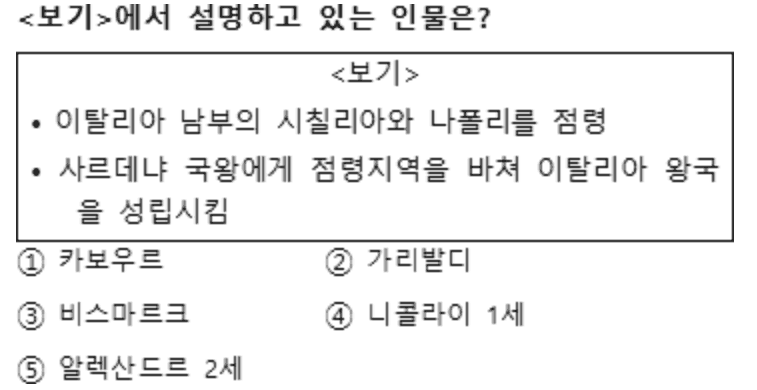 <보기>에서 설명하고 있는 인물은?
<보기>
• 이탈리아 남부의 시칠리아와 나폴리를 점령
• 사르데냐 국왕에게 점령지역을 바쳐 이탈리아 왕국
을 성립시킴
① 카보우르 ② 가리발디
③ 비스마르크 ④ 니콜라이 1세
⑤ 알렉산드르 2세